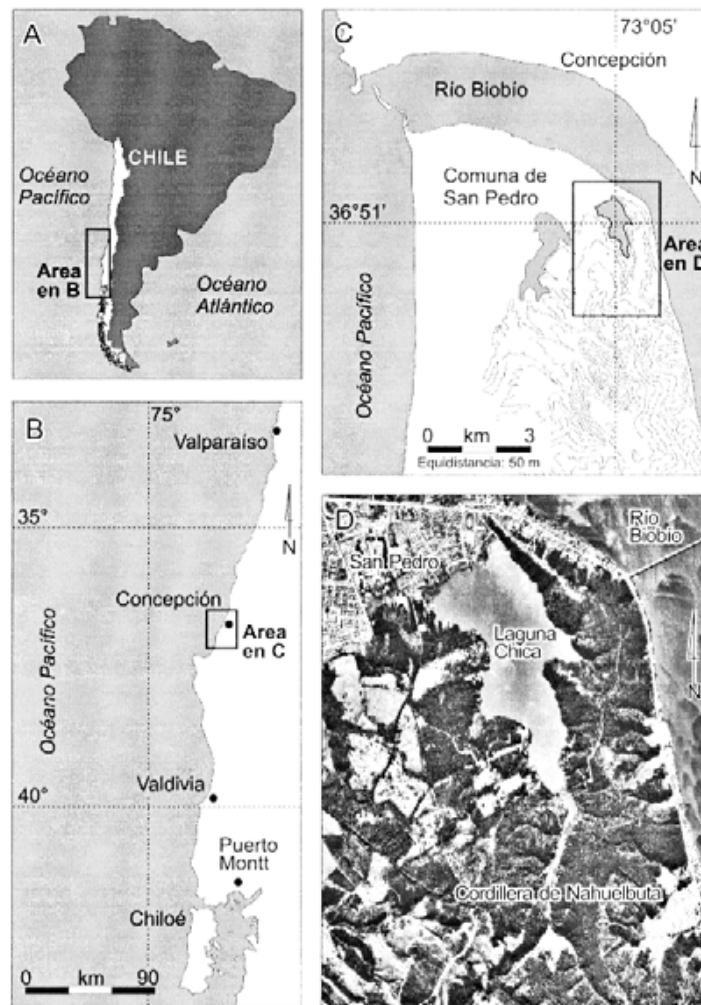 A
CHILE
Océano
Pacífico
Area
en B
Océano
Atlántico
B
75°
Valparaíso
35°
N
Concepción
Area
en C
Océano Pacífico
Valdivia
40°
Puerto
Montt
Chiloé
0 km 90
C
73°05'
Concepción
Río Biobío
N
Comuna de
San Pedro
36°51'
Area
en D
Océano Pacífico
0 km 3
Equidistancia: 50 m
D
Río
Biobío
San Pedro
Laguna
Chica
N
Cordillera de Nahuelbuta